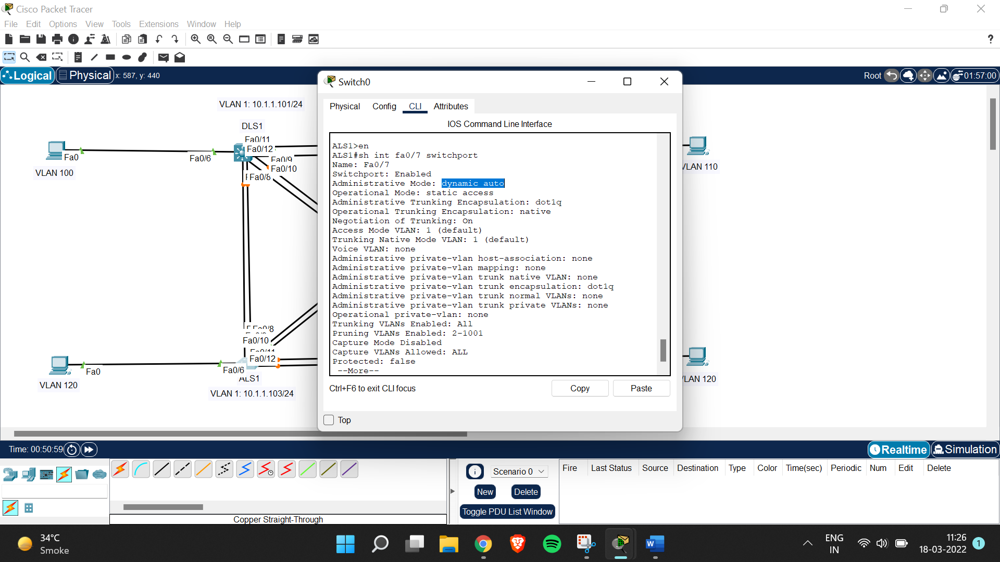 Cisco Packet Tracer
File Edit Options View Tools Extensions Window Help
Logical Physical x: 587, y: 440
Root 01:57:00
VLAN 1: 10.1.1.101/24
DLS1
Fa0/11
Fa0/12
Fa0/9
Fa0/10
Fa0/8
Fa0/6
Fa0
VLAN 100
Fa0/8
Fa0/10
Fa0/12
Fa0/6
Fa0
ALS1
VLAN 120
VLAN 1: 10.1.1.103/24
VLAN 110
VLAN 120
Switch0
Physical Config CLI Attributes
IOS Command Line Interface
ALS1>en
ALS1#sh int fa0/7 switchport
Name: Fa0/7
Switchport: Enabled
Administrative Mode: dynamic auto
Operational Mode: static access
Administrative Trunking Encapsulation: dot1q
Operational Trunking Encapsulation: native
Negotiation of Trunking: On
Access Mode VLAN: 1 (default)
Trunking Native Mode VLAN: 1 (default)
Voice VLAN: none
Administrative private-vlan host-association: none
Administrative private-vlan mapping: none
Administrative private-vlan trunk native VLAN: none
Administrative private-vlan trunk encapsulation: dot1q
Administrative private-vlan trunk normal VLANs: none
Administrative private-vlan trunk private VLANs: none
Operational private-vlan: none
Trunking VLANs Enabled: All
Pruning VLANs Enabled: 2-1001
Capture Mode Disabled
Capture VLANs Allowed: ALL
Protected: false
--More--
Ctrl+F6 to exit CLI focus
Copy Paste
Top
Time: 00:50:59
Realtime Simulation
Scenario 0
New Delete
Toggle PDU List Window
Fire Last Status Source Destination Type Color Time(sec) Periodic Num Edit Delete
Copper Straight-Through
34°C
Smoke
ENG
IN
11:26
18-03-2022
1